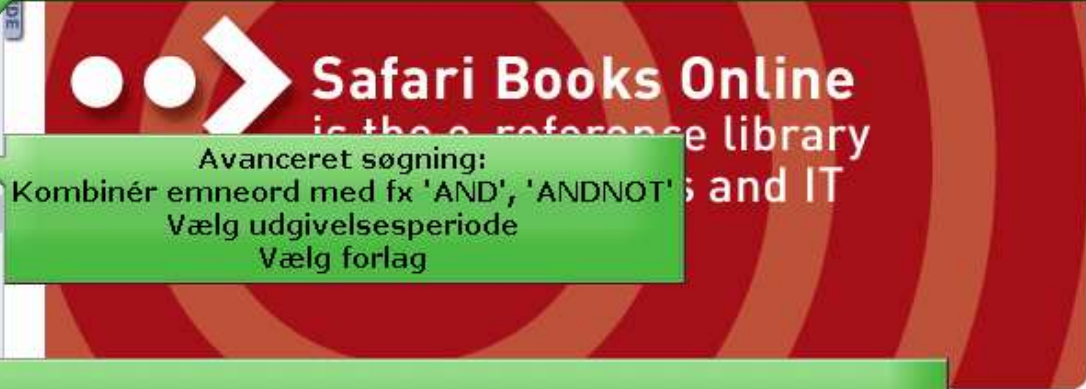 DE
Safari Books Online
is the e-reference library
s and IT
Avanceret søgning:
Kombinér emneord med fx 'AND', 'ANDNOT'
Vælg udgivelsesperiode
Vælg forlag